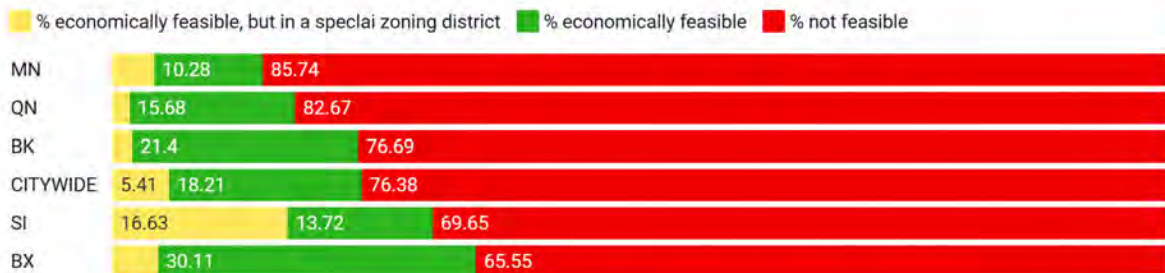 % economically feasible, but in a speclai zoning district % economically feasible % not feasible
MN 10.28 85.74
QN 15.68 82.67
BK 21.4 76.69
CITYWIDE 5.41 18.21 76.38
SI 16.63 13.72 69.65
BX 30.11 65.55